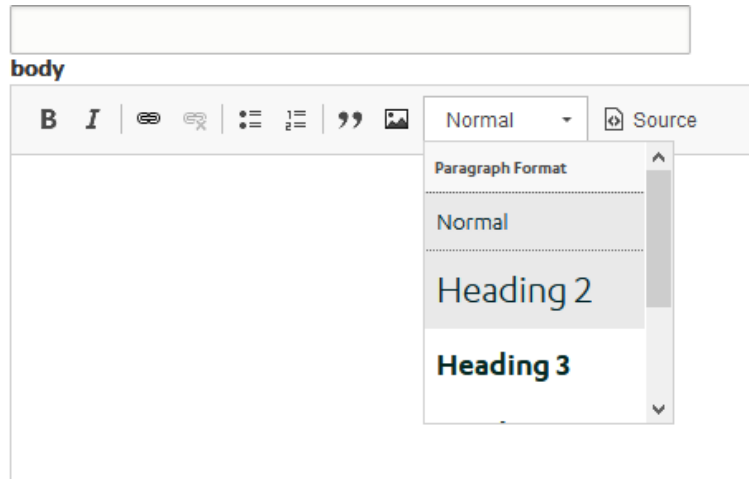 body
B I Normal Source
Paragraph Format
Normal
Heading 2
Heading 3